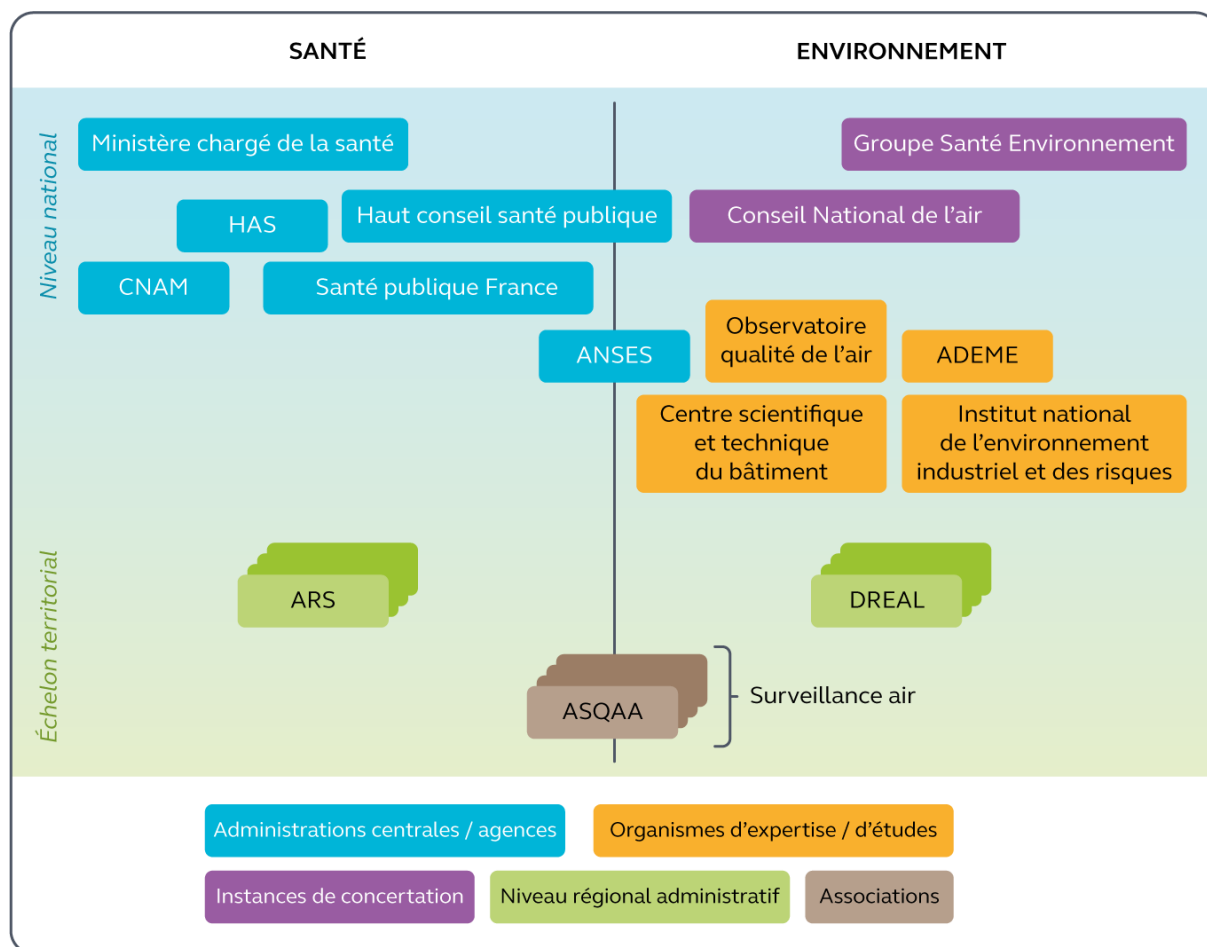 SANTÉ
ENVIRONNEMENT
Niveau national
Ministère chargé de la santé
Groupe Santé Environnement
HAS
Haut conseil santé publique
Conseil National de l’air
CNAM
Santé publique France
ANSES
Observatoire
qualité de l’air
ADEME
Centre scientifique
et technique
du bâtiment
Institut national
de l’environnement
industriel et des risques
Échelon territorial
ARS
DREAL
ASQAA
Surveillance air
Administrations centrales / agences
Organismes d’expertise / d’études
Instances de concertation
Niveau régional administratif
Associations